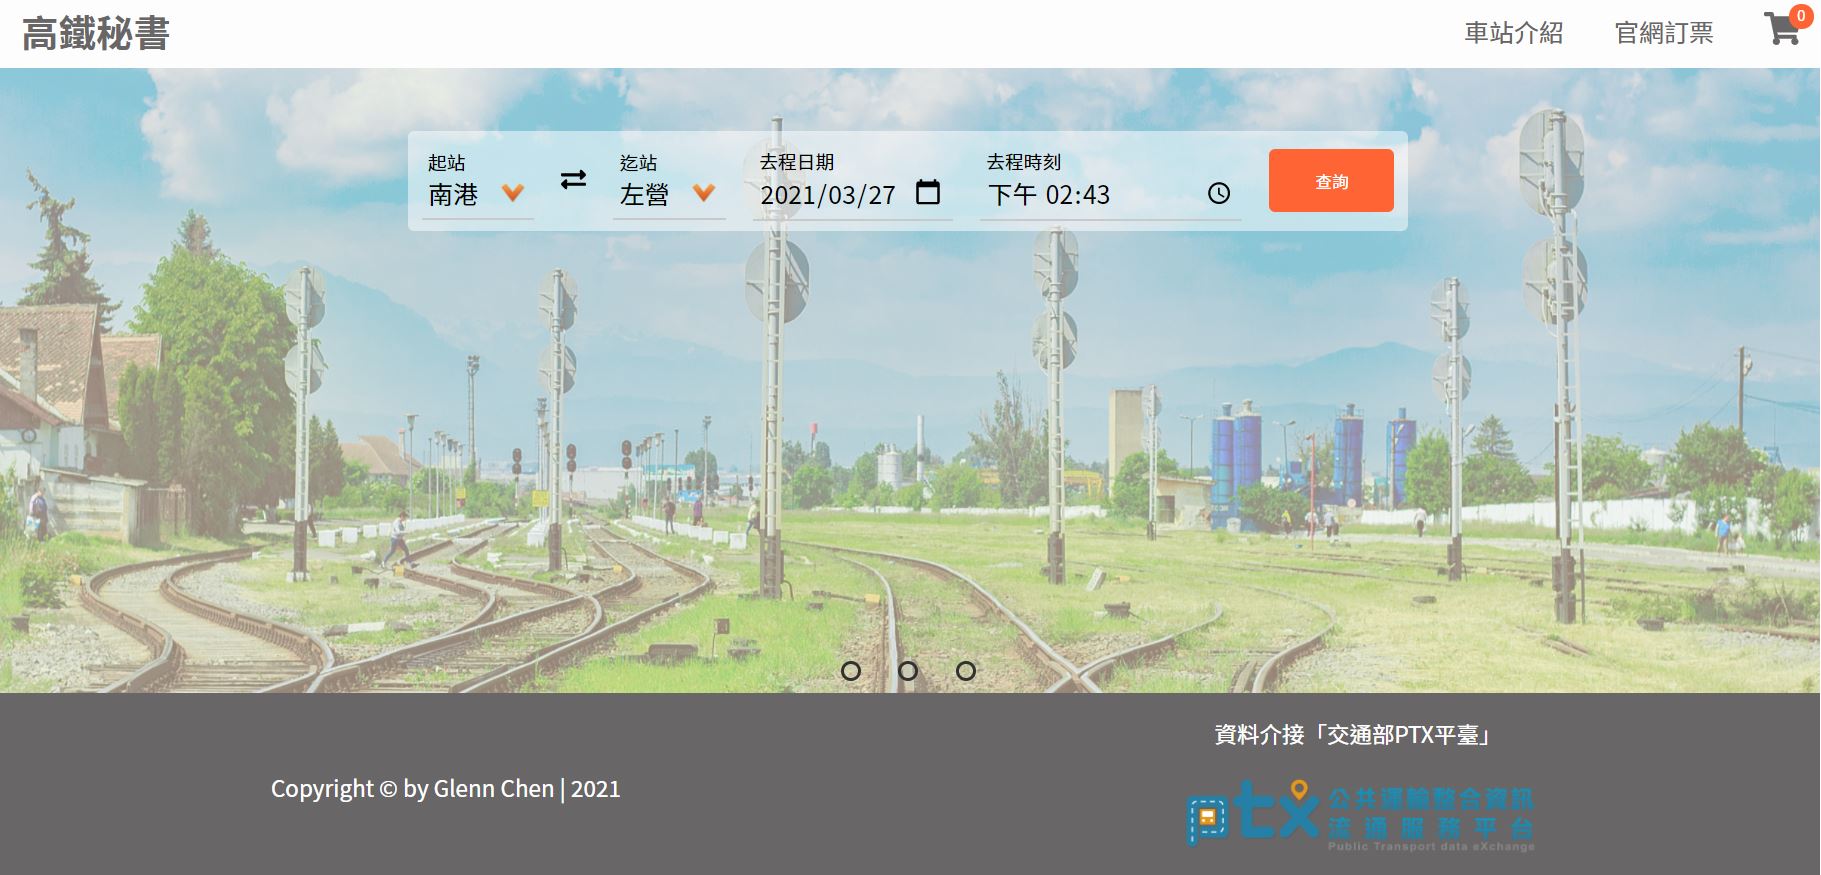 高鐵秘書
車站介紹
官網訂票
0
起站
南港
迄站
左營
去程日期
2021/03/27
去程時刻
下午 02:43
查詢
資料介接「交通部PTX平臺」
Copyright © by Glenn Chen | 2021
ptx
公共運輸整合資訊
流通服務平台
Public Transport data eXchange